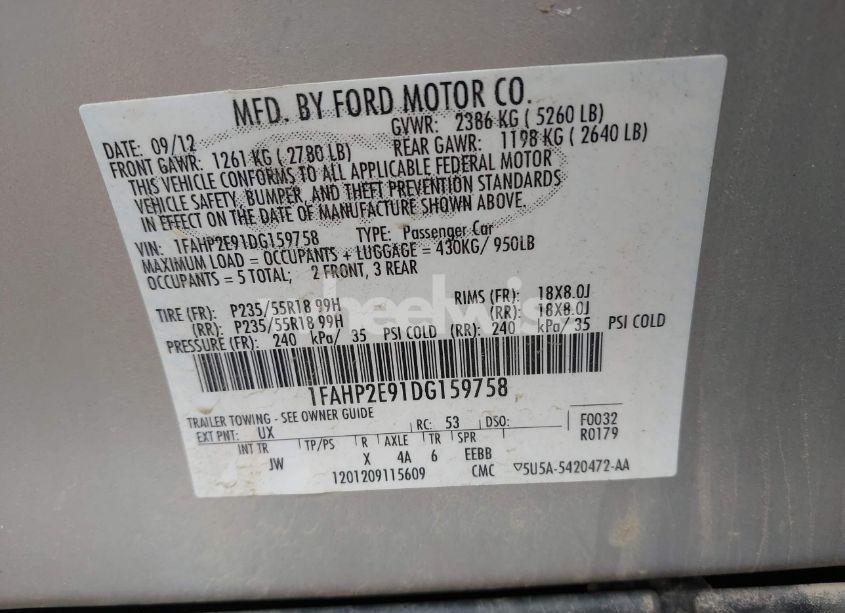 MFD. BY FORD MOTOR CO.
DATE: 09/12 GVWR: 2386 KG ( 5260 LB)
FRONT GAWR: 1261 KG ( 2780 LB) REAR GAWR: 1198 KG ( 2640 LB)
THIS VEHICLE CONFORMS TO ALL APPLICABLE FEDERAL MOTOR
VEHICLE SAFETY, BUMPER, AND THEFT PREVENTION STANDARDS
IN EFFECT ON THE DATE OF MANUFACTURE SHOWN ABOVE.
VIN: 1FAHP2E91DG159758 TYPE: Passenger Car
MAXIMUM LOAD = OCCUPANTS + LUGGAGE = 430KG/ 950LB
OCCUPANTS = 5 TOTAL; 2 FRONT, 3 REAR
TIRE (FR): P235/55R18 99H RIMS (FR): 18X8.0J
(RR): P235/55R18 99H (RR): 18X8.0J
PRESSURE (FR): 240 kPa/ 35 PSI COLD (RR): 240 kPa/ 35 PSI COLD
1FAHP2E91DG159758
TRAILER TOWING - SEE OWNER GUIDE
EXT PNT: UX RC: 53 DSO: F0032
R0179
INT TR TP/PS R AXLE TR SPR
JW X 4A 6 EEBB
1201209115609 CMC ▽5U5A-5420472-AA